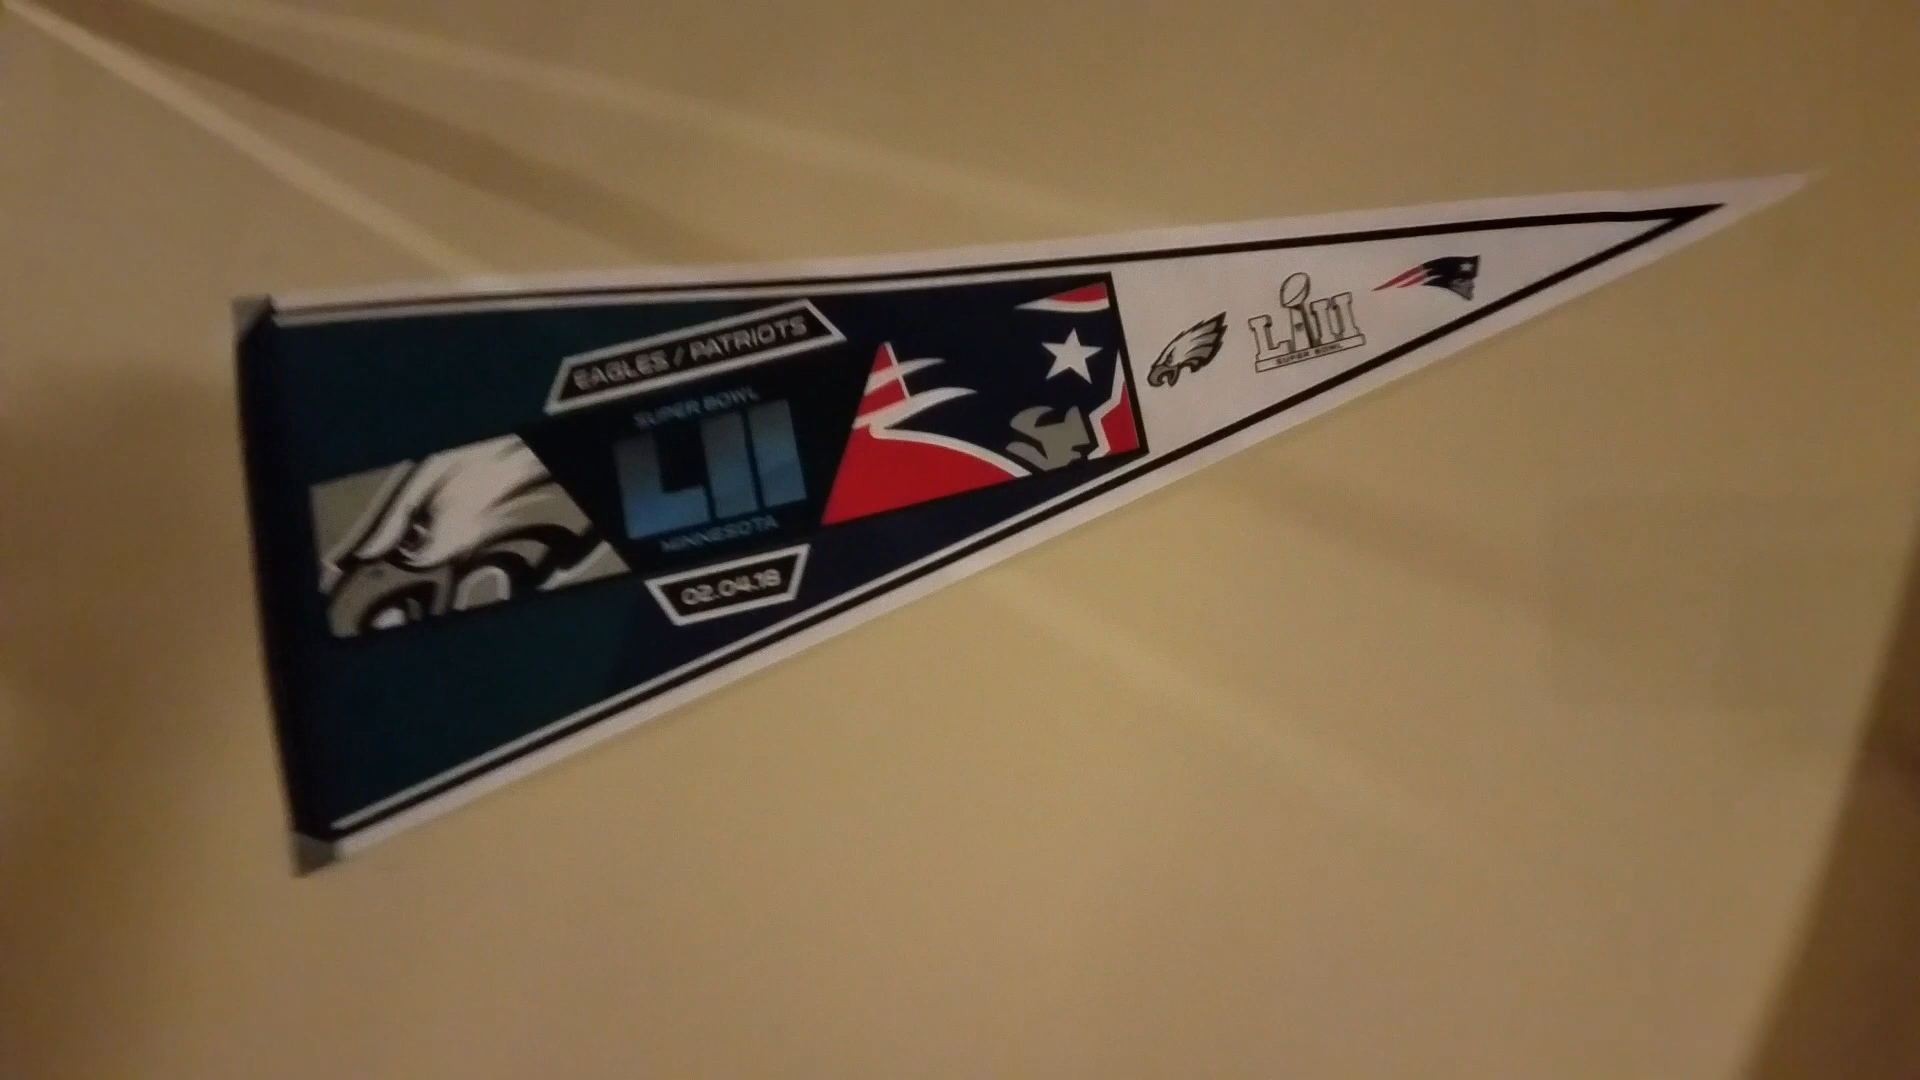 EAGLES / PATRIOTS
SUPER BOWL
LII
MINNESOTA
02.04.18
LII
SUPER BOWL